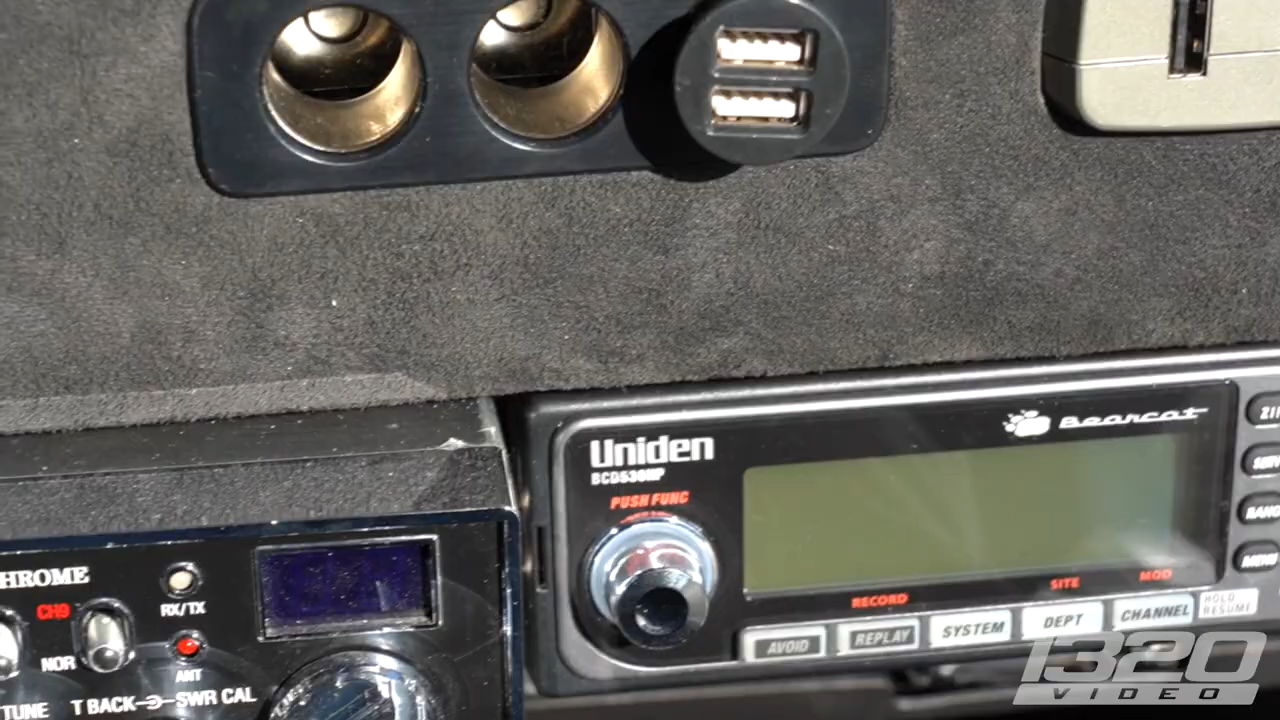 Uniden
Bearcat
BCD536HP
PUSH FUNC
RECORD
SITE
MOD
AVOID
REPLAY
SYSTEM
DEPT
CHANNEL
HOLD
RESUME
MENU
CH9
RX/TX
NOR
ANT
TUNE
T BACK
SWR CAL
1320
VIDEO